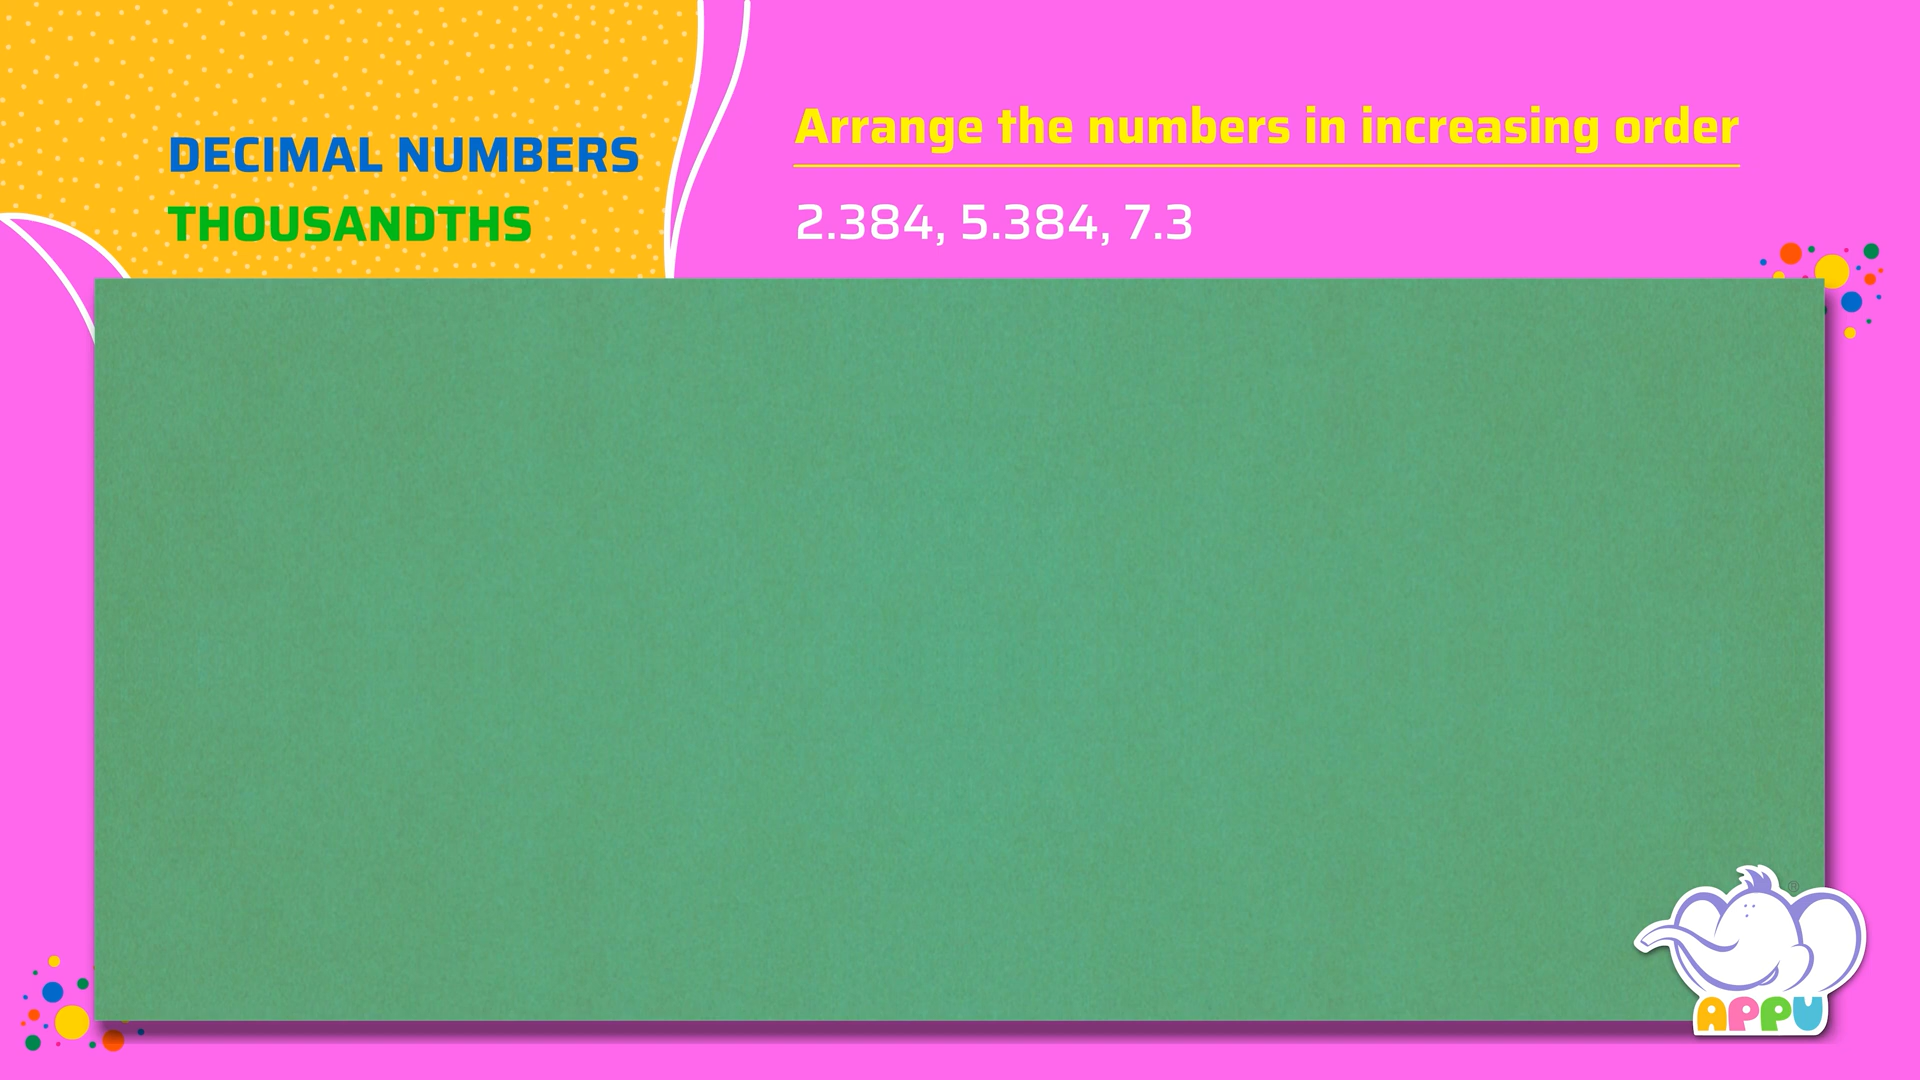 DECIMAL NUMBERS
THOUSANDTHS
Arrange the numbers in increasing order
2.384, 5.384, 7.3
®
APPU